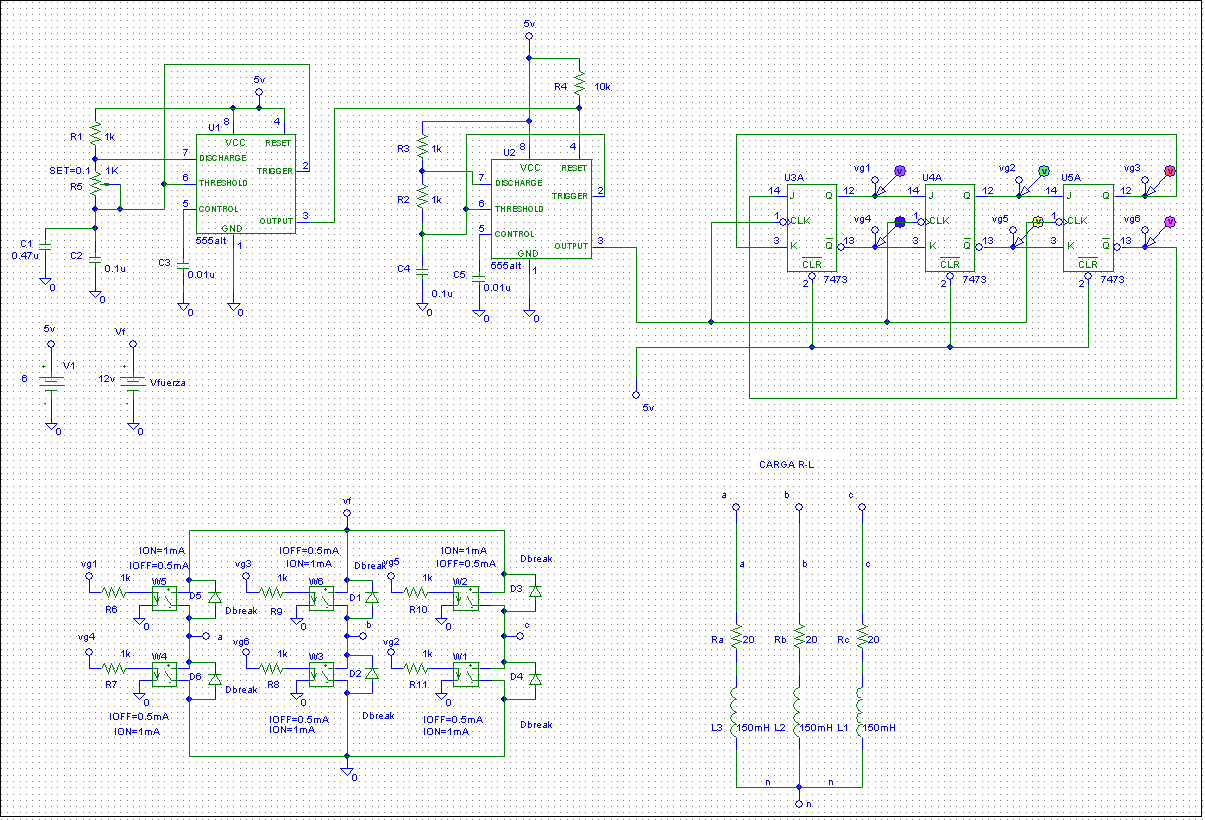 5v
R4 10k
5v
U1 8 4
VCC RESET
R1 1k
7 DISCHARGE
TRIGGER 2
SET=0.1 1K
R5
6 THRESHOLD
5 CONTROL
OUTPUT 3
GND
555alt 1
C1
0.47u
C2
0.1u
C3
0.01u
0
0
0
0
R3 1k
U2 8 4
VCC RESET
7 DISCHARGE
TRIGGER 2
R2 1k
6 THRESHOLD
5 CONTROL
OUTPUT 3
GND
555alt 1
C4
0.1u
C5
0.01u
0
0
0
vg1 V
vg2 V
vg3 V
U3A
U4A
U5A
14 J Q 12
14 J Q 12
14 J Q 12
vg4 V
vg5 V
vg6 V
1 CLK
1 CLK
1 CLK
3 K Q 13
3 K Q 13
3 K Q 13
CLR
CLR
CLR
2 7473
2 7473
2 7473
5v
5v
V1
6
0
Vf
12v
Vfuerza
0
CARGA R-L
a b c
a b c
Ra 20
Rb 20
Rc 20
L3 150mH
L2 150mH
L1 150mH
n n
n
vf
ION=1mA
IOFF=0.5mA
IOFF=0.5mA
ION=1mA
ION=1mA
IOFF=0.5mA
Dbreak
Dbreak
vg1
1k
W5
R6
D5
Dbreak
0
vg3
1k
W6
R9
D1
0
vg5
1k
W2
R10
D3
0
a
b
c
vg4
1k
W4
R7
D6
Dbreak
0
vg6
1k
W3
R8
D2
Dbreak
0
vg2
1k
W1
R11
D4
Dbreak
0
IOFF=0.5mA
ION=1mA
IOFF=0.5mA
ION=1mA
IOFF=0.5mA
ION=1mA
0